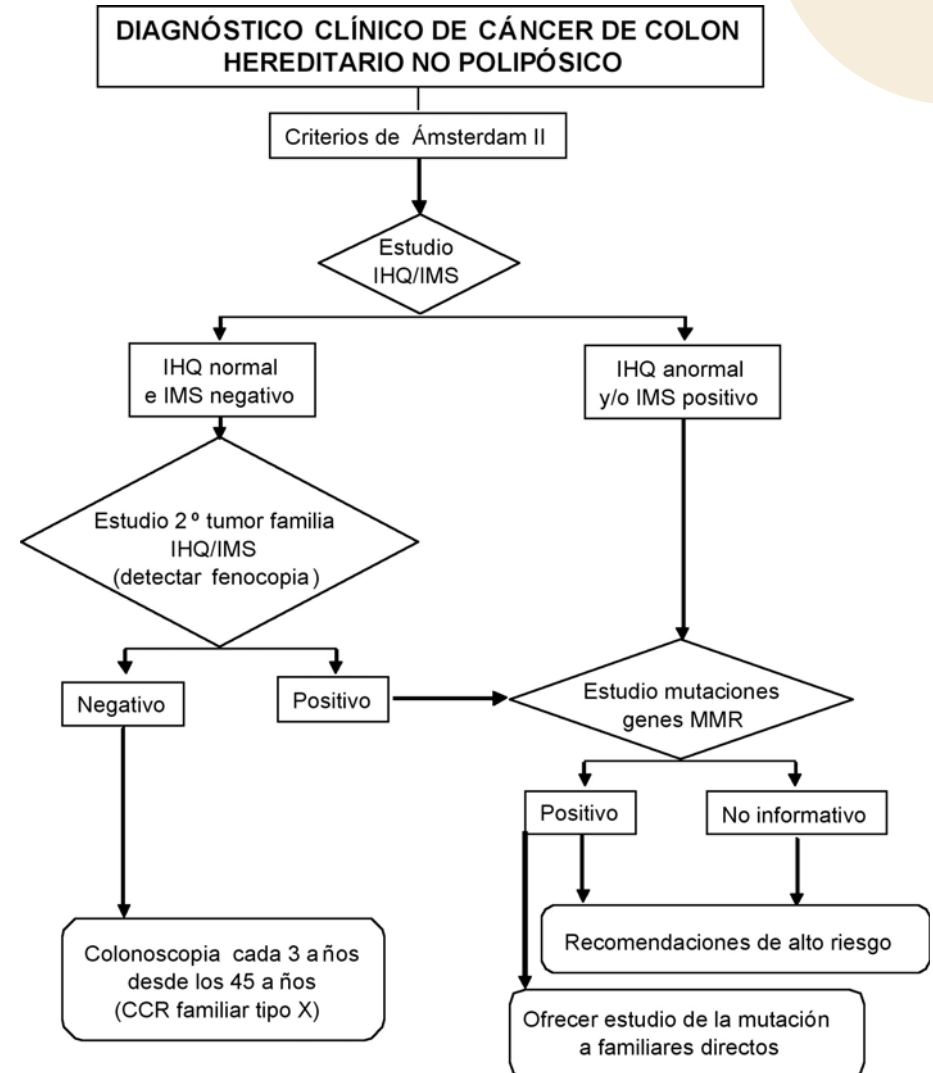 DIAGNÓSTICO CLÍNICO DE CÁNCER DE COLON
HEREDITARIO NO POLIPÓSICO
Criterios de Ámsterdam II
Estudio
IHQ/IMS
IHQ normal
e IMS negativo
IHQ anormal
y/o IMS positivo
Estudio 2º tumor familia
IHQ/IMS
(detectar fenocopia)
Negativo
Positivo
Estudio mutaciones
genes MMR
Positivo
No informativo
Colonoscopia cada 3 años
desde los 45 años
(CCR familiar tipo X)
Recomendaciones de alto riesgo
Ofrecer estudio de la mutación
a familiares directos